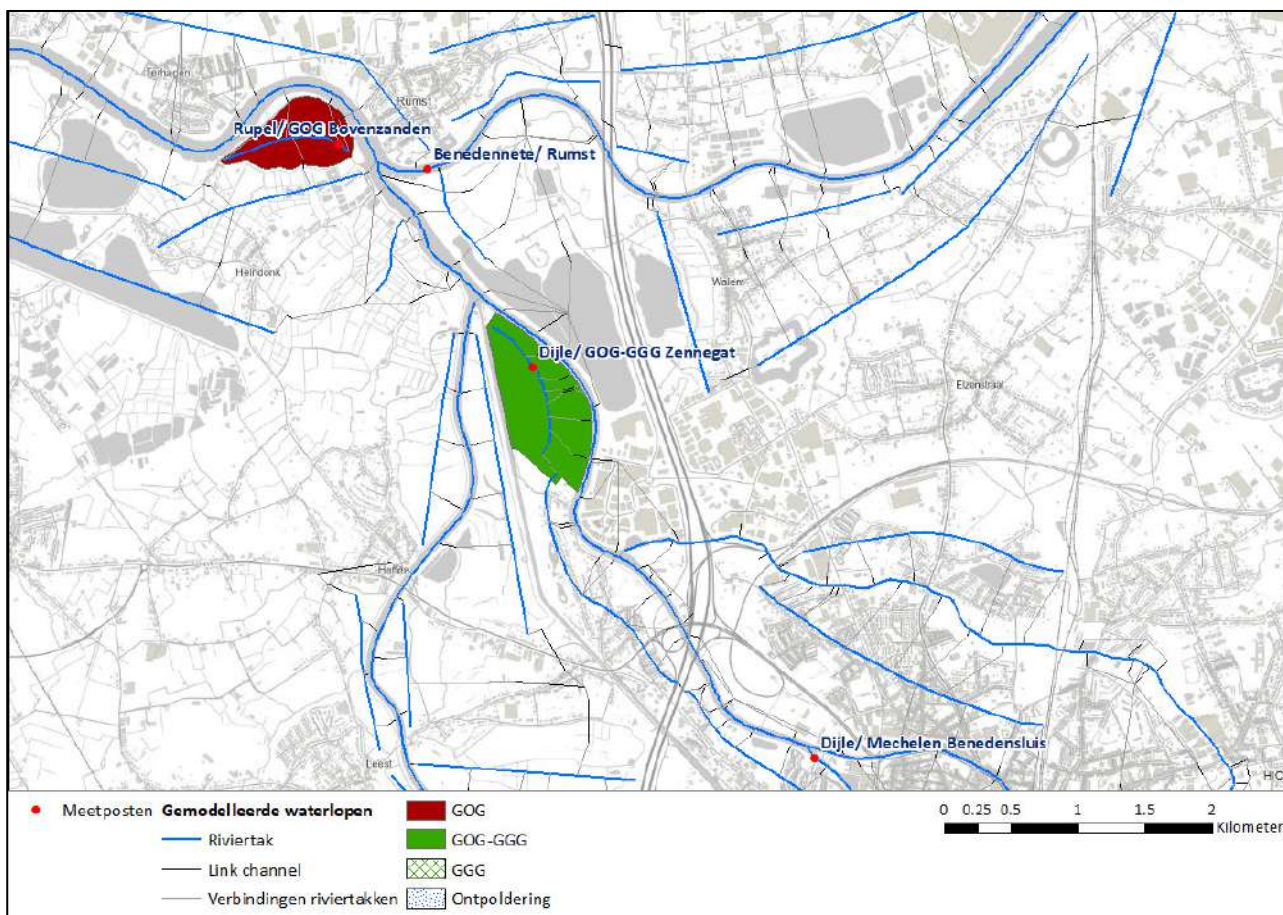 Terhagen
Rumst
Rupel/ GOG Bovenzanden
Benedennete/ Rumst
Heindonk
Walem
Dijle/ GOG-GGG Zennegat
Elzenstraat
Dijle/ Mechelen Benedensluis
Leest
Meetposten
Gemodelleerde waterlopen
Riviertak
Link channel
Verbindingen riviertakken
GOG
GOG-GGG
GGG
Ontpoldering
0 0.25 0.5 1 1.5 2
Kilometer